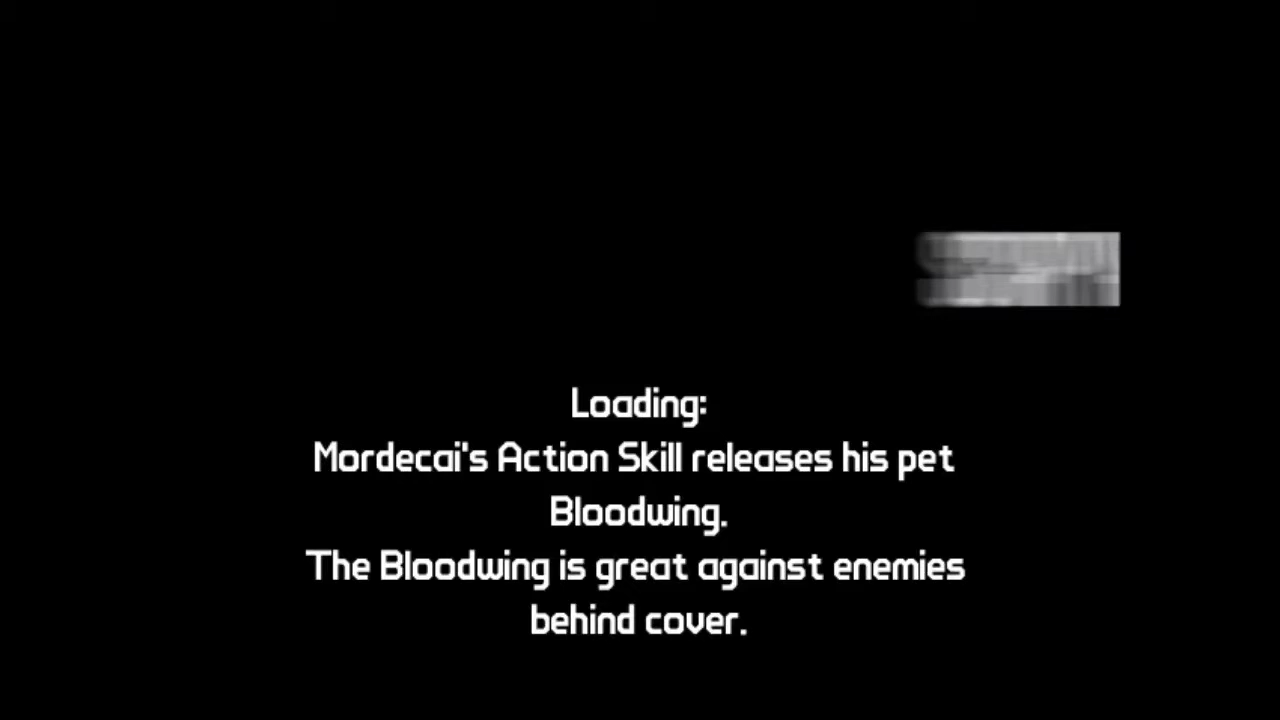 Loading:
Mordecai's Action Skill releases his pet
Bloodwing.
The Bloodwing is great against enemies
behind cover.